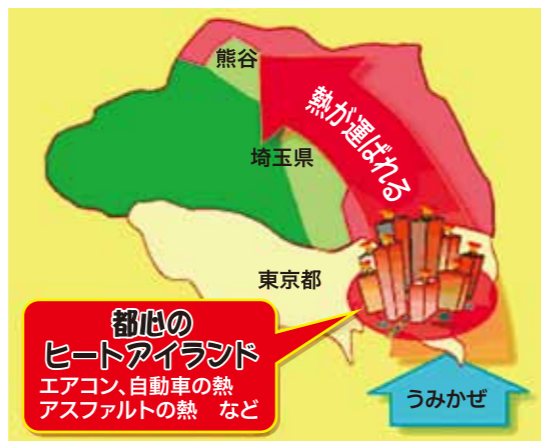 熊谷
熱が運ばれる
埼玉県
東京都
都心の
ヒートアイランド
エアコン、自動車の熱
アスファルトの熱　など
うみかぜ